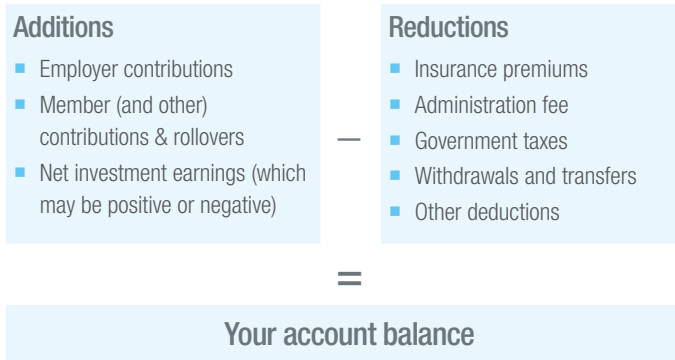 Additions
Employer contributions
Member (and other)
contributions & rollovers
Net investment earnings (which
may be positive or negative)
–
Reductions
Insurance premiums
Administration fee
Government taxes
Withdrawals and transfers
Other deductions
=
Your account balance